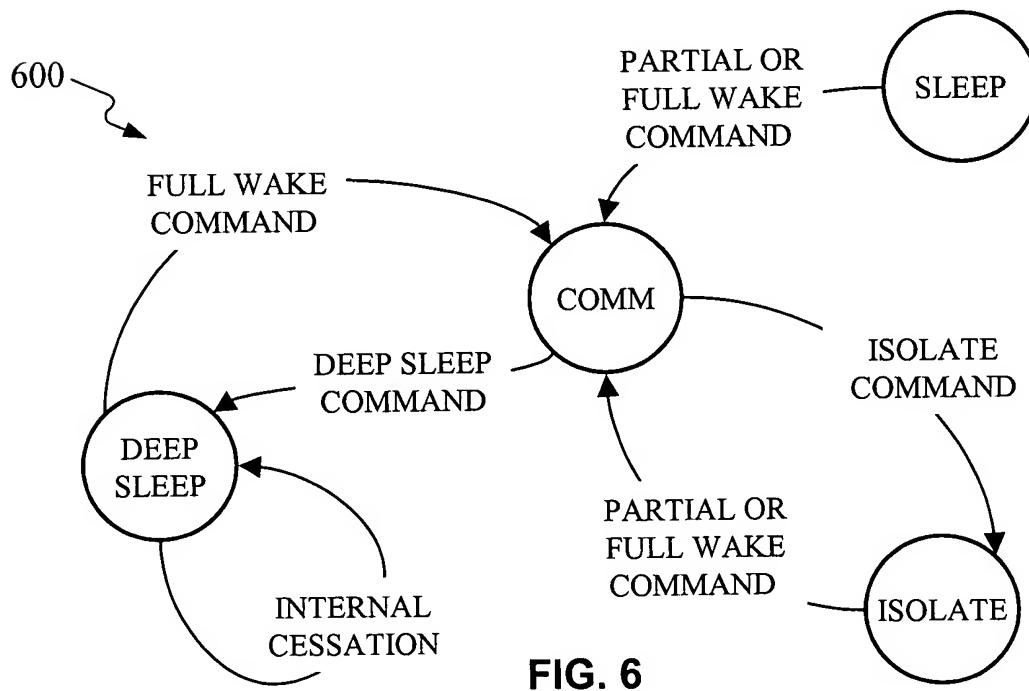 600
PARTIAL OR
FULL WAKE
COMMAND
SLEEP
FULL WAKE
COMMAND
COMM
DEEP SLEEP
COMMAND
ISOLATE
COMMAND
DEEP
SLEEP
PARTIAL OR
FULL WAKE
COMMAND
INTERNAL
CESSATION
ISOLATE
FIG. 6